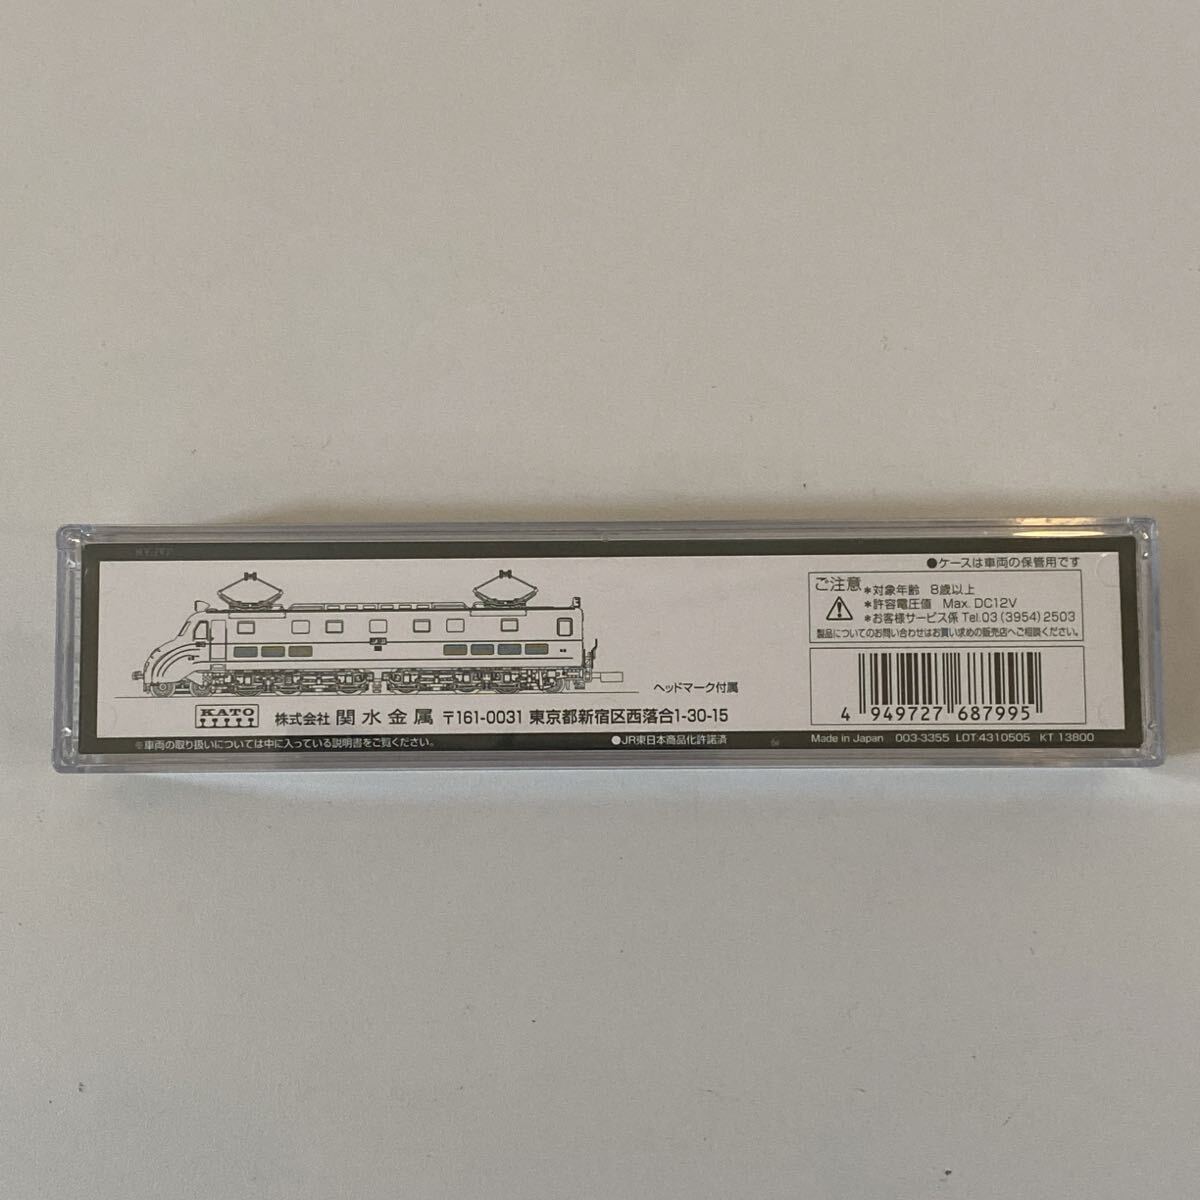 ●ケースは車両の保管用です
ご注意
*対象年齢 8歳以上
*許容電圧値 Max. DC12V
*お客様サービス係 Tel.03(3954)2503
製品についてのお問い合わせはお買い求めの販売店へご相談ください。
ヘッドマーク付属
KATO
株式会社 関水金属 〒161-0031 東京都新宿区西落合1-30-15
4 949727 687995
※車両の取り扱いについては中に入っている説明書をご覧ください。
●JR東日本商品化許諾済
Made in Japan 003-3355 LOT:4310505 KT 13800